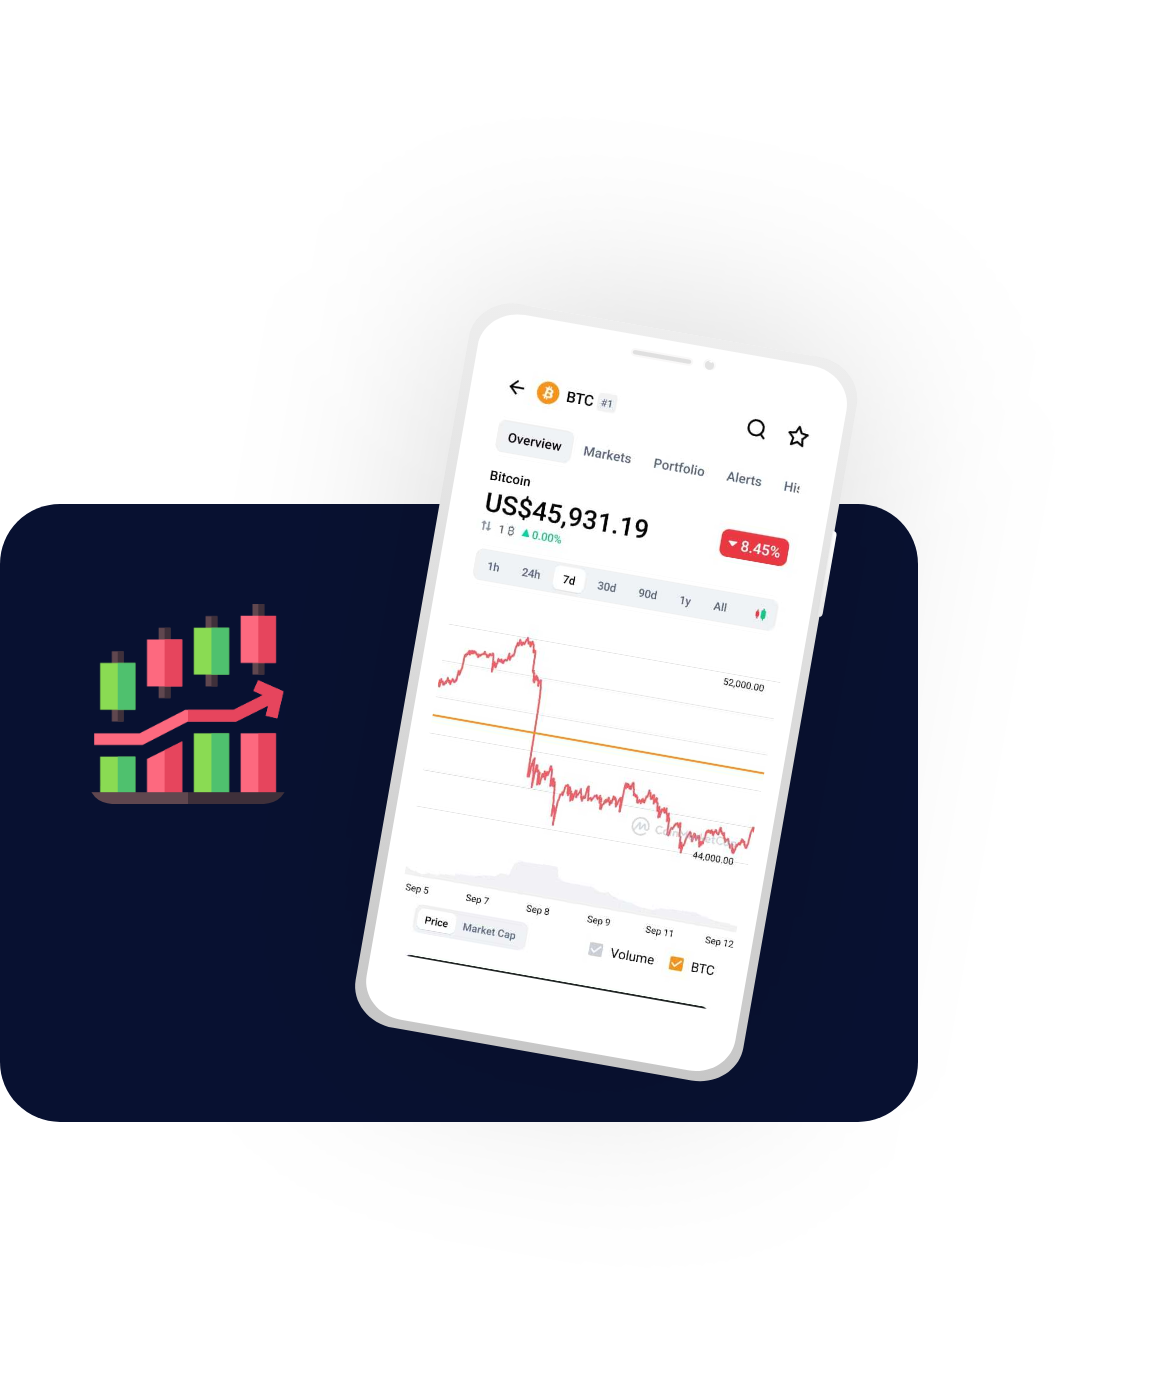 BTC #1
Overview Markets Portfolio Alerts His
Bitcoin
US$45,931.19
1 ₿ 0.00%
8.45%
1h 24h 7d 30d 90d 1y All
52,000.00
CoinMarketCap
44,000.00
Sep 5 Sep 7 Sep 8 Sep 9 Sep 11 Sep 12
Price Market Cap
Volume BTC